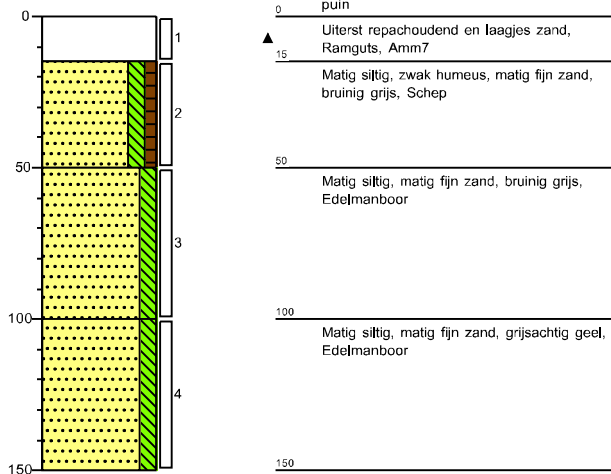 0
1
2
50
3
100
4
150
puin
0
Uiterst repachoudend en laagjes zand,
Ramguts, Amm7
15
Matig siltig, zwak humeus, matig fijn zand,
bruinig grijs, Schep
50
Matig siltig, matig fijn zand, bruinig grijs,
Edelmanboor
100
Matig siltig, matig fijn zand, grijsachtig geel,
Edelmanboor
150